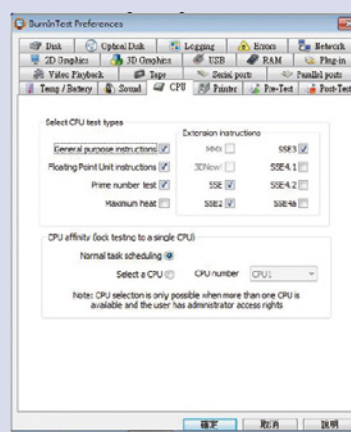 BurnInTest Preferences
Disk Optical Disk Logging Errors Network
2D Graphics 3D Graphics USB RAM Plug-in
Video Playback Tape Serial ports Parallel ports
Temp / Battery Sound CPU Printer Pre-Test Post-Test
Select CPU test types
Extension instructions
General purpose instructions MMX SSE3
Floating Point Unit instructions 3DNow! SSE4.1
Prime number test SSE SSE4.2
Maximum heat SSE2 SSE4a
CPU affinity (lock testing to a single CPU)
Normal task scheduling
Select a CPU CPU number CPU1
Note: CPU selection is only possible when more than one CPU is
available and the user has administrator access rights
確定 取消 說明